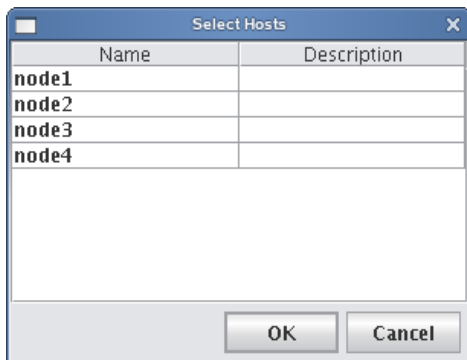 Select Hosts
Name Description
node1
node2
node3
node4
OK Cancel